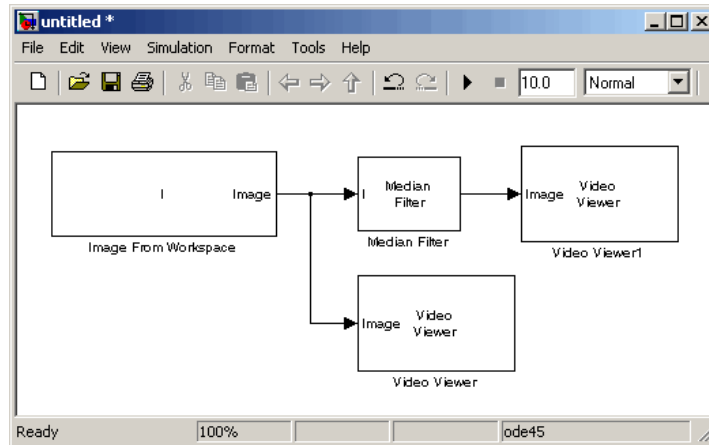 untitled *
File Edit View Simulation Format Tools Help
10.0 Normal
I Image
Image From Workspace
I Median Filter
Median Filter
Image Video Viewer
Video Viewer1
Image Video Viewer
Video Viewer
Ready 100% ode45